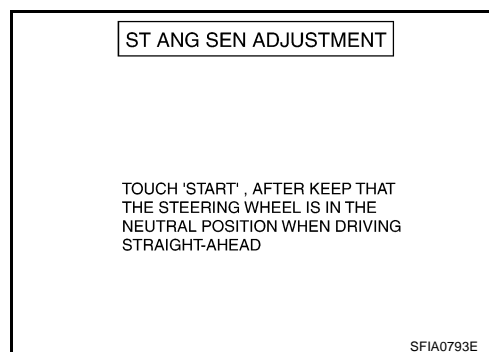 ST ANG SEN ADJUSTMENT
TOUCH 'START' , AFTER KEEP THAT
THE STEERING WHEEL IS IN THE
NEUTRAL POSITION WHEN DRIVING
STRAIGHT-AHEAD
SFIA0793E